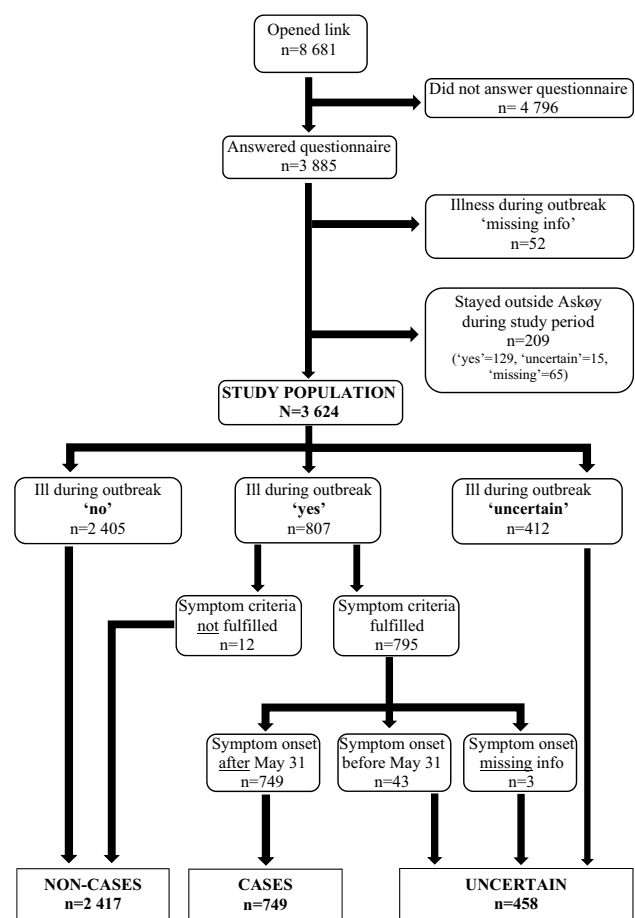 Opened link
n=8 681
Did not answer questionnaire
n= 4 796
Answered questionnaire
n=3 885
Illness during outbreak
‘missing info’
n=52
Stayed outside Askøy
during study period
n=209
(‘yes’=129, ‘uncertain’=15,
‘missing’=65)
STUDY POPULATION
N=3 624
Ill during outbreak
‘no’
n=2 405
Ill during outbreak
‘yes’
n=807
Ill during outbreak
‘uncertain’
n=412
Symptom criteria
not fulfilled
n=12
Symptom criteria
fulfilled
n=795
Symptom onset
after May 31
n=749
Symptom onset
before May 31
n=43
Symptom onset
missing info
n=3
NON-CASES
n=2 417
CASES
n=749
UNCERTAIN
n=458